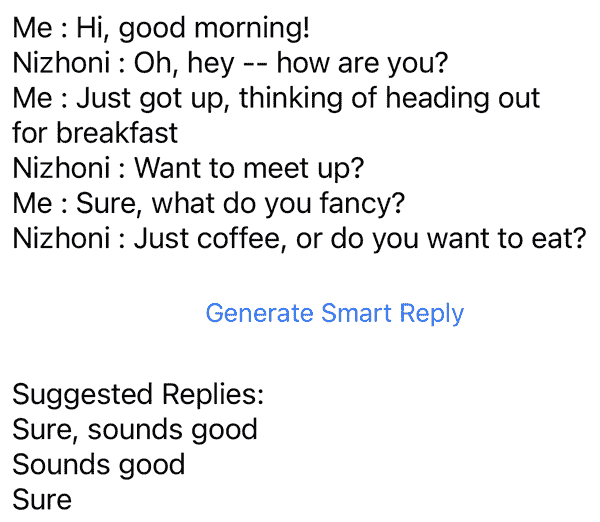 Me : Hi, good morning!
Nizhoni : Oh, hey -- how are you?
Me : Just got up, thinking of heading out
for breakfast
Nizhoni : Want to meet up?
Me : Sure, what do you fancy?
Nizhoni : Just coffee, or do you want to eat?
Generate Smart Reply
Suggested Replies:
Sure, sounds good
Sounds good
Sure